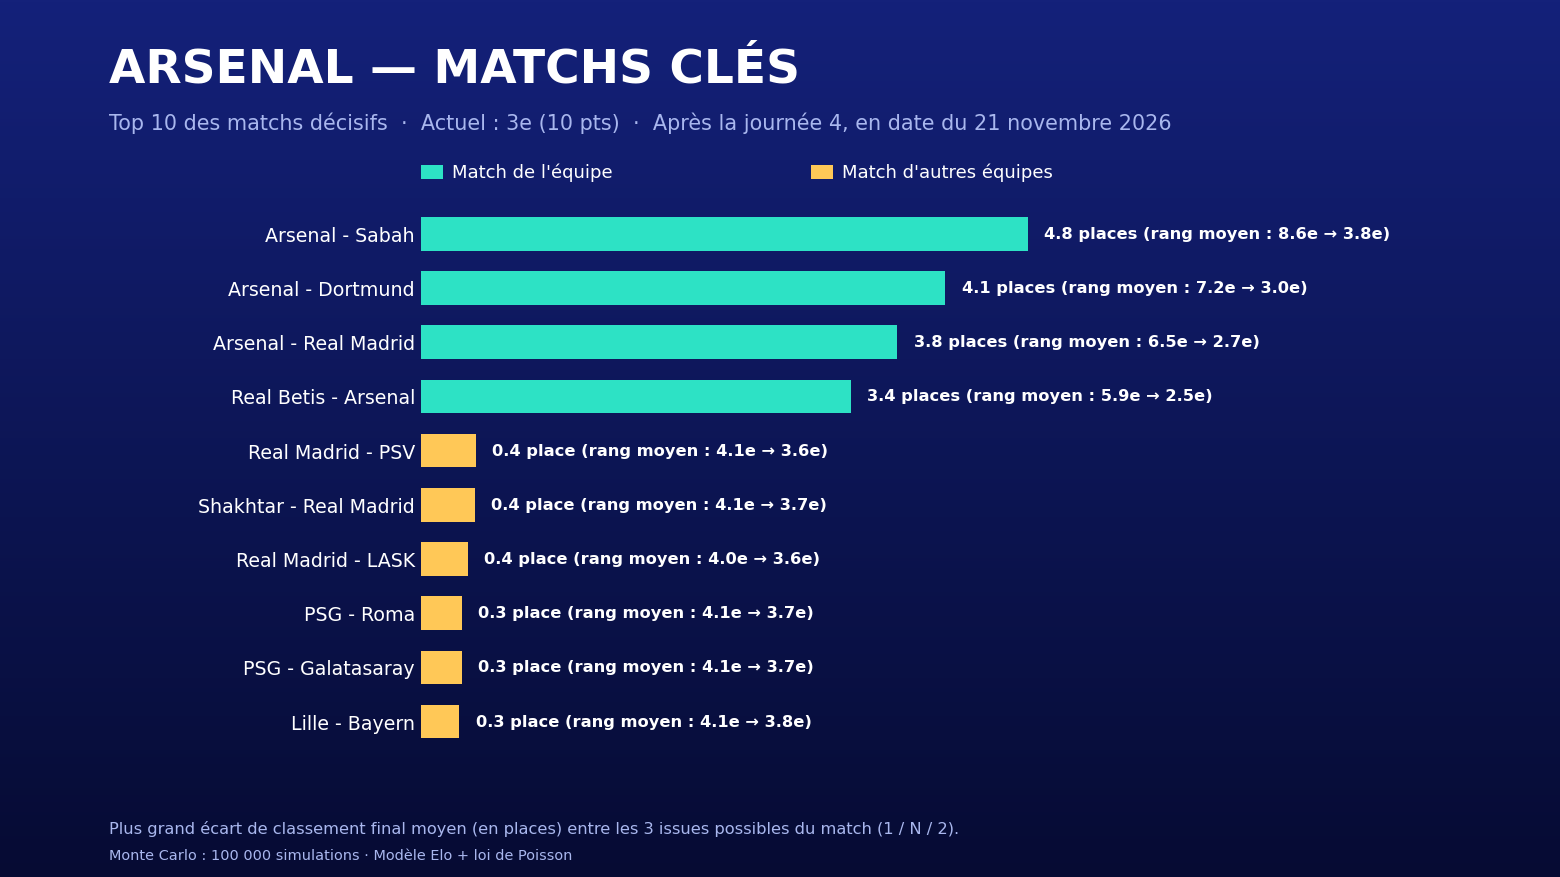 ARSENAL — MATCHS CLÉS
Top 10 des matchs décisifs · Actuel : 3e (10 pts) · Après la journée 4, en date du 21 novembre 2026
Match de l'équipe Match d'autres équipes
Arsenal - Sabah 4.8 places (rang moyen : 8.6e → 3.8e)
Arsenal - Dortmund 4.1 places (rang moyen : 7.2e → 3.0e)
Arsenal - Real Madrid 3.8 places (rang moyen : 6.5e → 2.7e)
Real Betis - Arsenal 3.4 places (rang moyen : 5.9e → 2.5e)
Real Madrid - PSV 0.4 place (rang moyen : 4.1e → 3.6e)
Shakhtar - Real Madrid 0.4 place (rang moyen : 4.1e → 3.7e)
Real Madrid - LASK 0.4 place (rang moyen : 4.0e → 3.6e)
PSG - Roma 0.3 place (rang moyen : 4.1e → 3.7e)
PSG - Galatasaray 0.3 place (rang moyen : 4.1e → 3.7e)
Lille - Bayern 0.3 place (rang moyen : 4.1e → 3.8e)
Plus grand écart de classement final moyen (en places) entre les 3 issues possibles du match (1 / N / 2).
Monte Carlo : 100 000 simulations · Modèle Elo + loi de Poisson